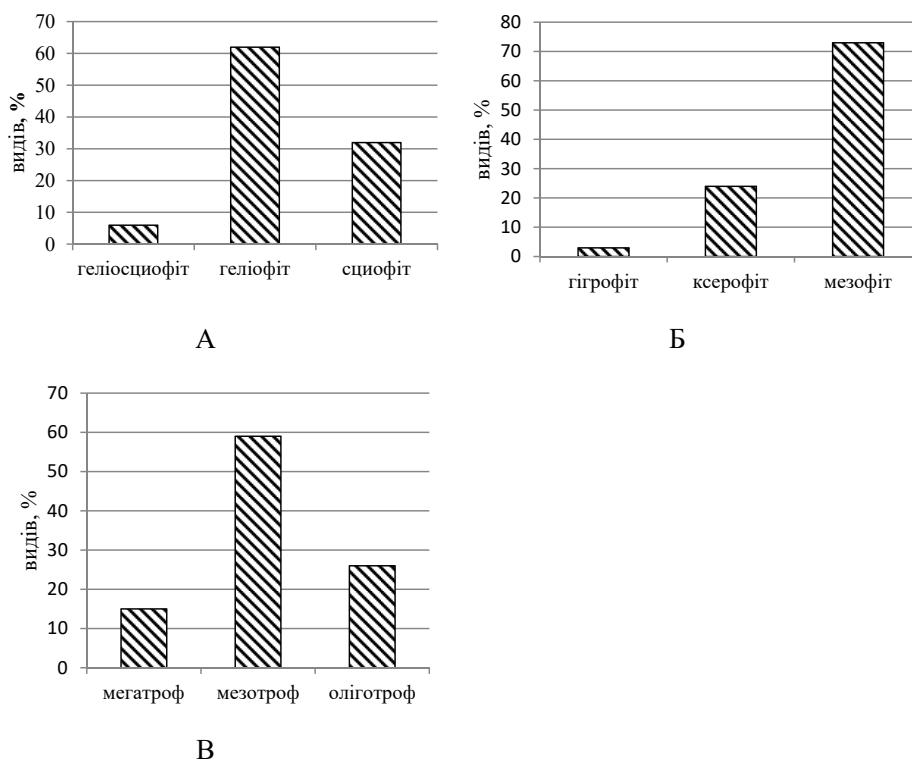 видів, %
70
60
50
40
30
20
10
0
геліосциофіт геліофіт сциофіт
А
видів, %
80
70
60
50
40
30
20
10
0
гігрофіт ксерофіт мезофіт
Б
видів, %
70
60
50
40
30
20
10
0
мегатроф мезотроф оліготроф
В